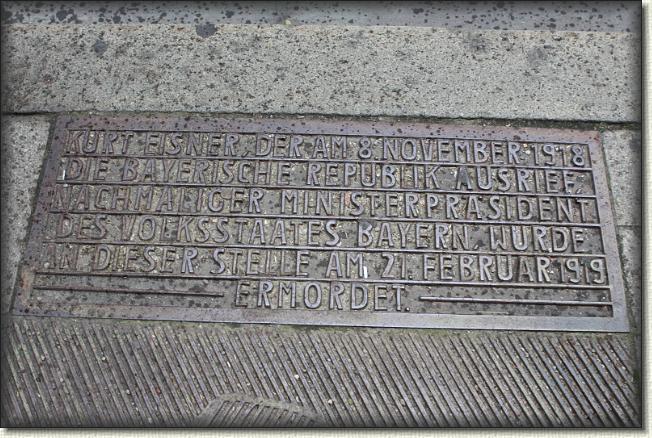 KURT EISNER, DER AM 8. NOVEMBER 1918
DIE BAYERISCHE REPUBLIK AUSRIEF,
NACHMALIGER MINISTERPRÄSIDENT
DES VOLKSSTAATES BAYERN, WURDE
AN DIESER STELLE AM 21. FEBRUAR 1919
ERMORDET.